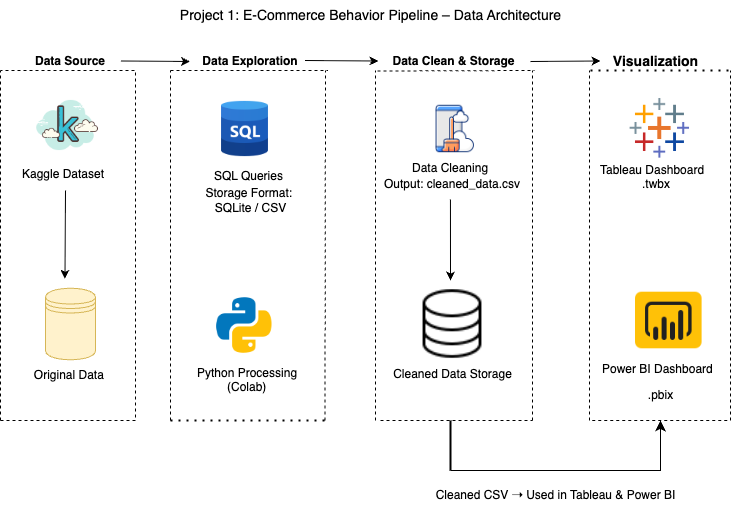 Project 1: E-Commerce Behavior Pipeline – Data Architecture
Data Source
Data Exploration
Data Clean & Storage
Visualization
k
Kaggle Dataset
Original Data
SQL
SQL Queries
Storage Format:
SQLite / CSV
Python Processing
(Colab)
Data Cleaning
Output: cleaned_data.csv
Cleaned Data Storage
Tableau Dashboard
.twbx
Power BI Dashboard
.pbix
Cleaned CSV → Used in Tableau & Power BI